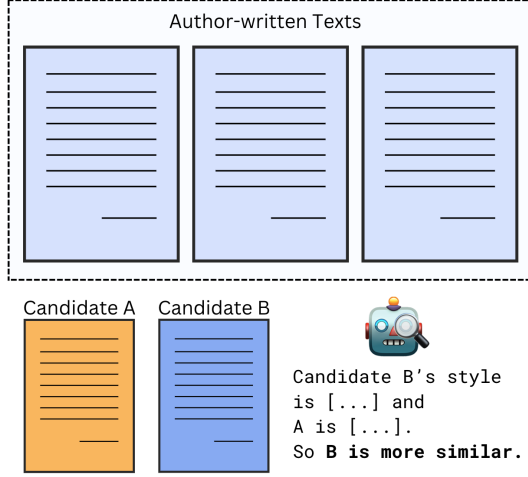 Author-written Texts
Candidate A
Candidate B
Candidate B's style
is [...] and
A is [...].
So B is more similar.